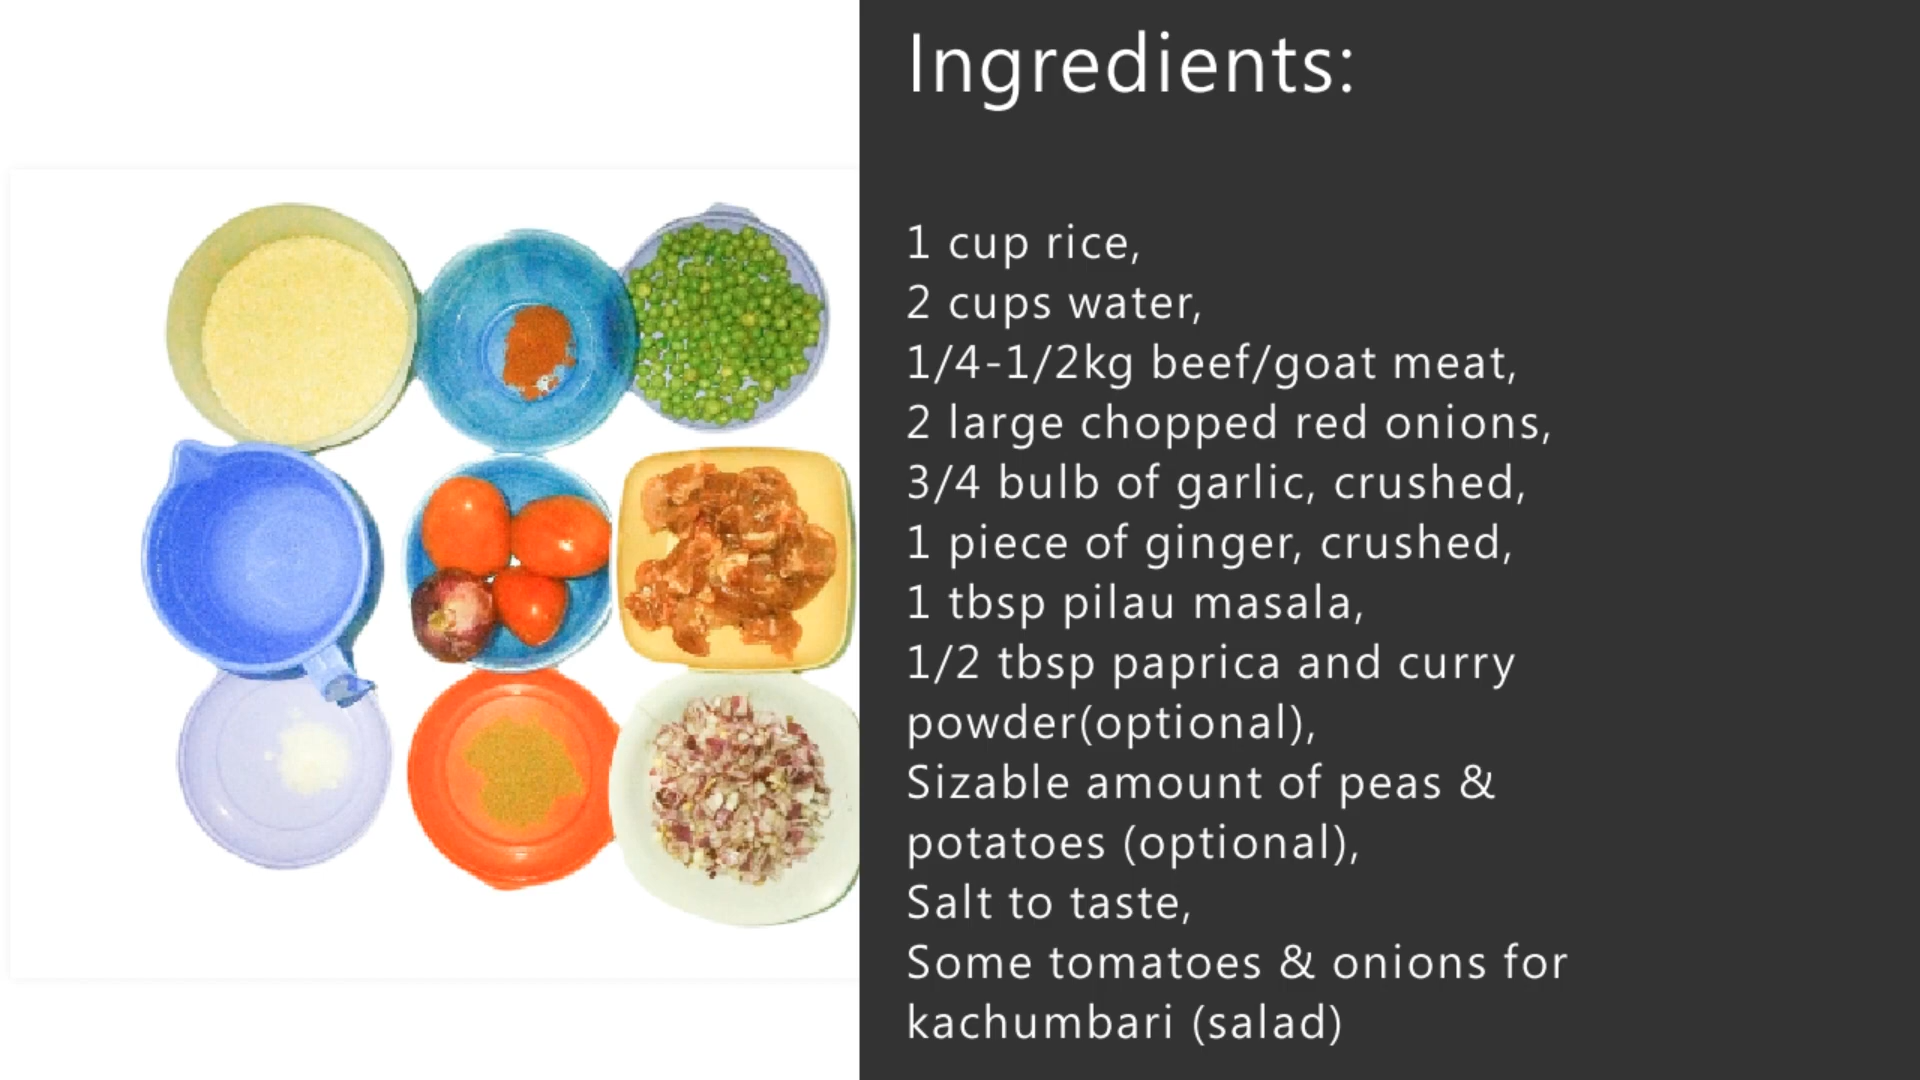 Ingredients:
1 cup rice,
2 cups water,
1/4-1/2kg beef/goat meat,
2 large chopped red onions,
3/4 bulb of garlic, crushed,
1 piece of ginger, crushed,
1 tbsp pilau masala,
1/2 tbsp paprica and curry
powder(optional),
Sizable amount of peas &
potatoes (optional),
Salt to taste,
Some tomatoes & onions for
kachumbari (salad)